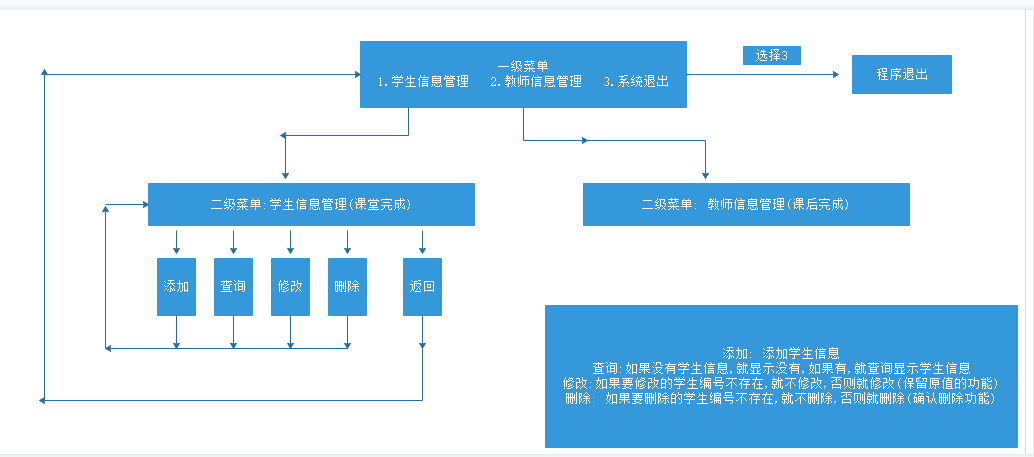 一级菜单
1.学生信息管理 2.教师信息管理 3.系统退出
选择3
程序退出
二级菜单:学生信息管理(课堂完成)
二级菜单: 教师信息管理(课后完成)
添加
查询
修改
删除
返回
添加: 添加学生信息
查询:如果没有学生信息,就显示没有,如果有,就查询显示学生信息
修改:如果要修改的学生编号不存在,就不修改,否则就修改(保留原值的功能)
删除: 如果要删除的学生编号不存在,就不删除,否则就删除(确认删除功能)